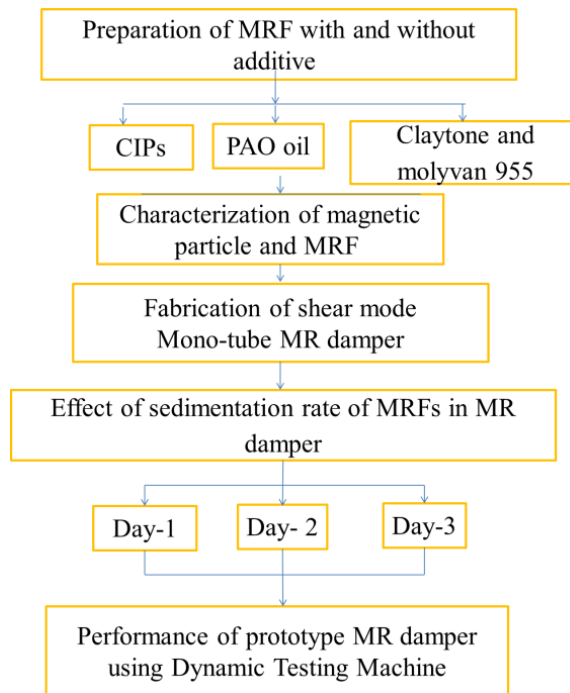 Preparation of MRF with and without
additive
CIPs
PAO oil
Claytone and
molyvan 955
Characterization of magnetic
particle and MRF
Fabrication of shear mode
Mono-tube MR damper
Effect of sedimentation rate of MRFs in MR
damper
Day-1
Day- 2
Day-3
Performance of prototype MR damper
using Dynamic Testing Machine